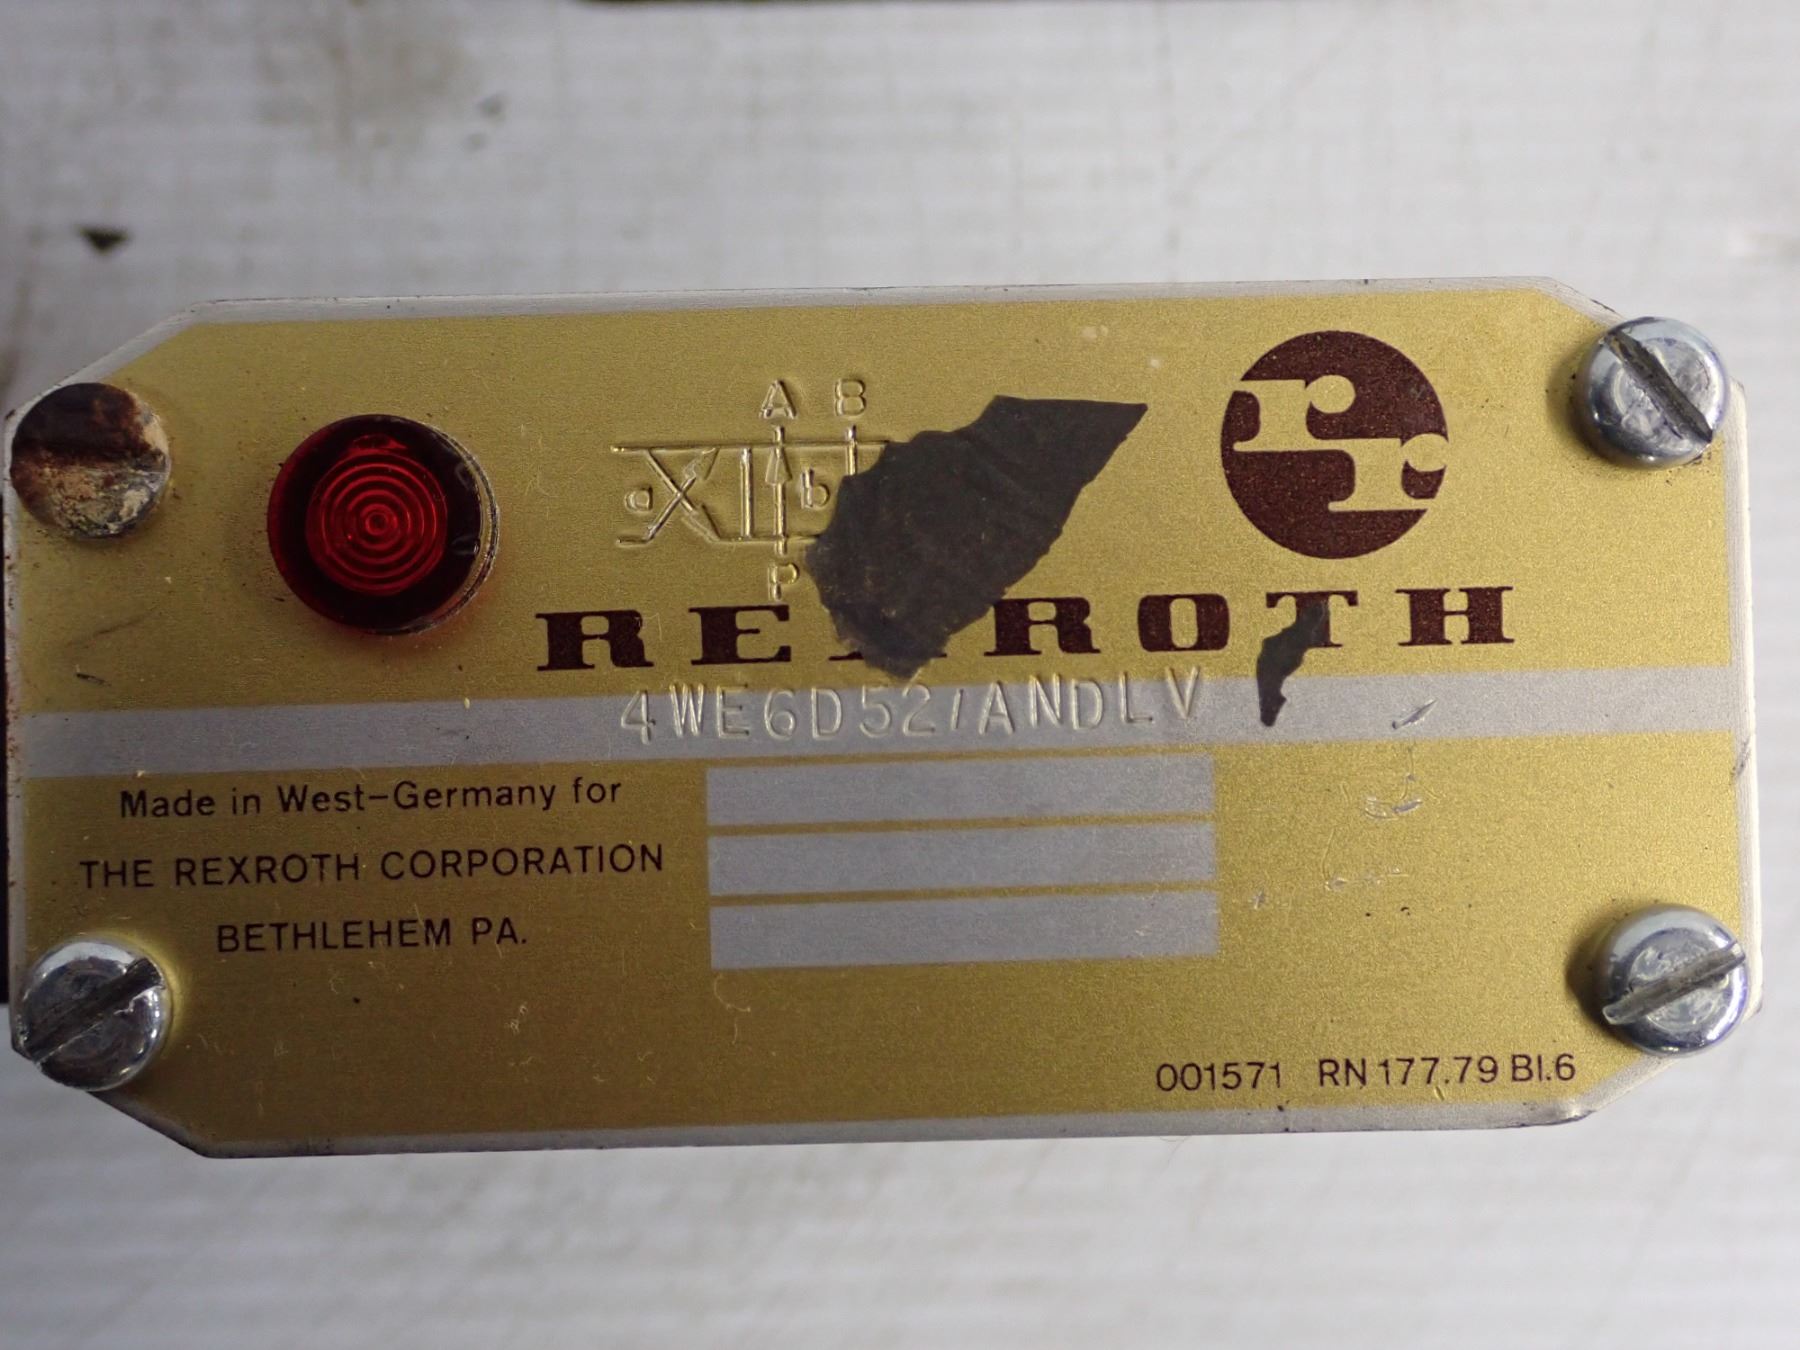 A B
a b
P
rr
REXROTH
4WE6D52/ANDLV
Made in West-Germany for
THE REXROTH CORPORATION
BETHLEHEM PA.
001571 RN 177.79 Bl.6